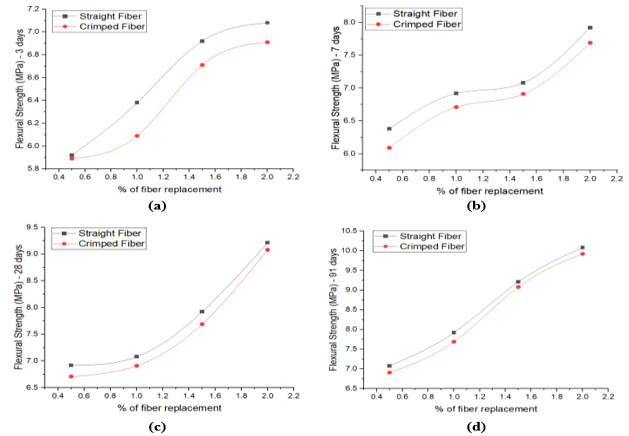 Straight Fiber
Crimped Fiber
Flexural Strength (MPa) - 3 days
7.2
7.0
6.8
6.6
6.4
6.2
6.0
5.8
0.4 0.6 0.8 1.0 1.2 1.4 1.6 1.8 2.0 2.2
% of fiber replacement
(a)
Straight Fiber
Crimped Fiber
Flexural Strength (MPa) - 7 days
8.0
7.5
7.0
6.5
6.0
0.4 0.6 0.8 1.0 1.2 1.4 1.6 1.8 2.0 2.2
% of fiber replacement
(b)
Straight Fiber
Crimped Fiber
Flexural Strength (MPa) - 28 days
9.5
9.0
8.5
8.0
7.5
7.0
6.5
0.4 0.6 0.8 1.0 1.2 1.4 1.6 1.8 2.0 2.2
% of fiber replacement
(c)
Straight Fiber
Crimped Fiber
Flexural Strength (MPa) - 91 days
10.5
10.0
9.5
9.0
8.5
8.0
7.5
7.0
6.5
0.4 0.6 0.8 1.0 1.2 1.4 1.6 1.8 2.0 2.2
% of fiber replacement
(d)